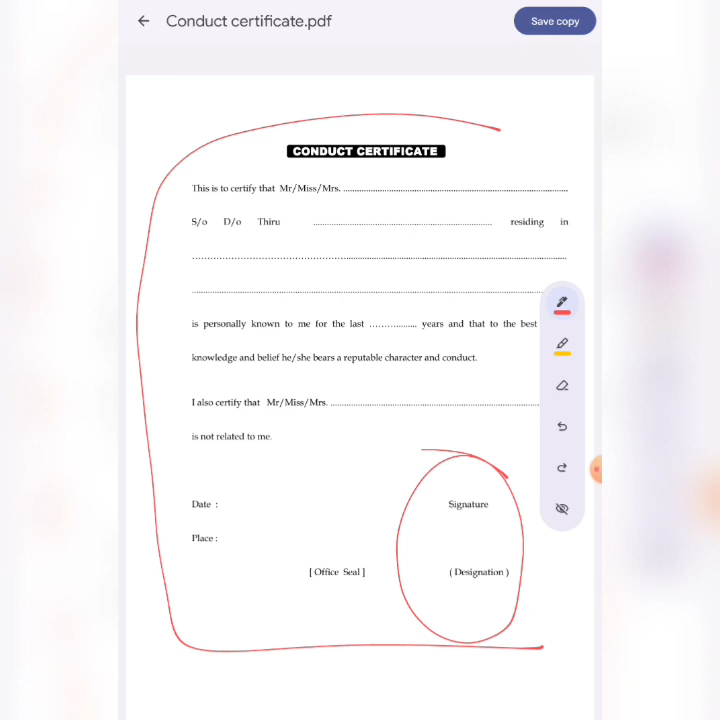 Conduct certificate.pdf
Save copy
CONDUCT CERTIFICATE
This is to certify that Mr/Miss/Mrs. ................................................................................
S/o D/o Thiru ................................................................ residing in
................................................................................................................................
................................................................................................................................
is personally known to me for the last ................. years and that to the best
knowledge and belief he/she bears a reputable character and conduct.
I also certify that Mr/Miss/Mrs. ................................................................................
is not related to me.
Date : Signature
Place :
[ Office Seal ] ( Designation )